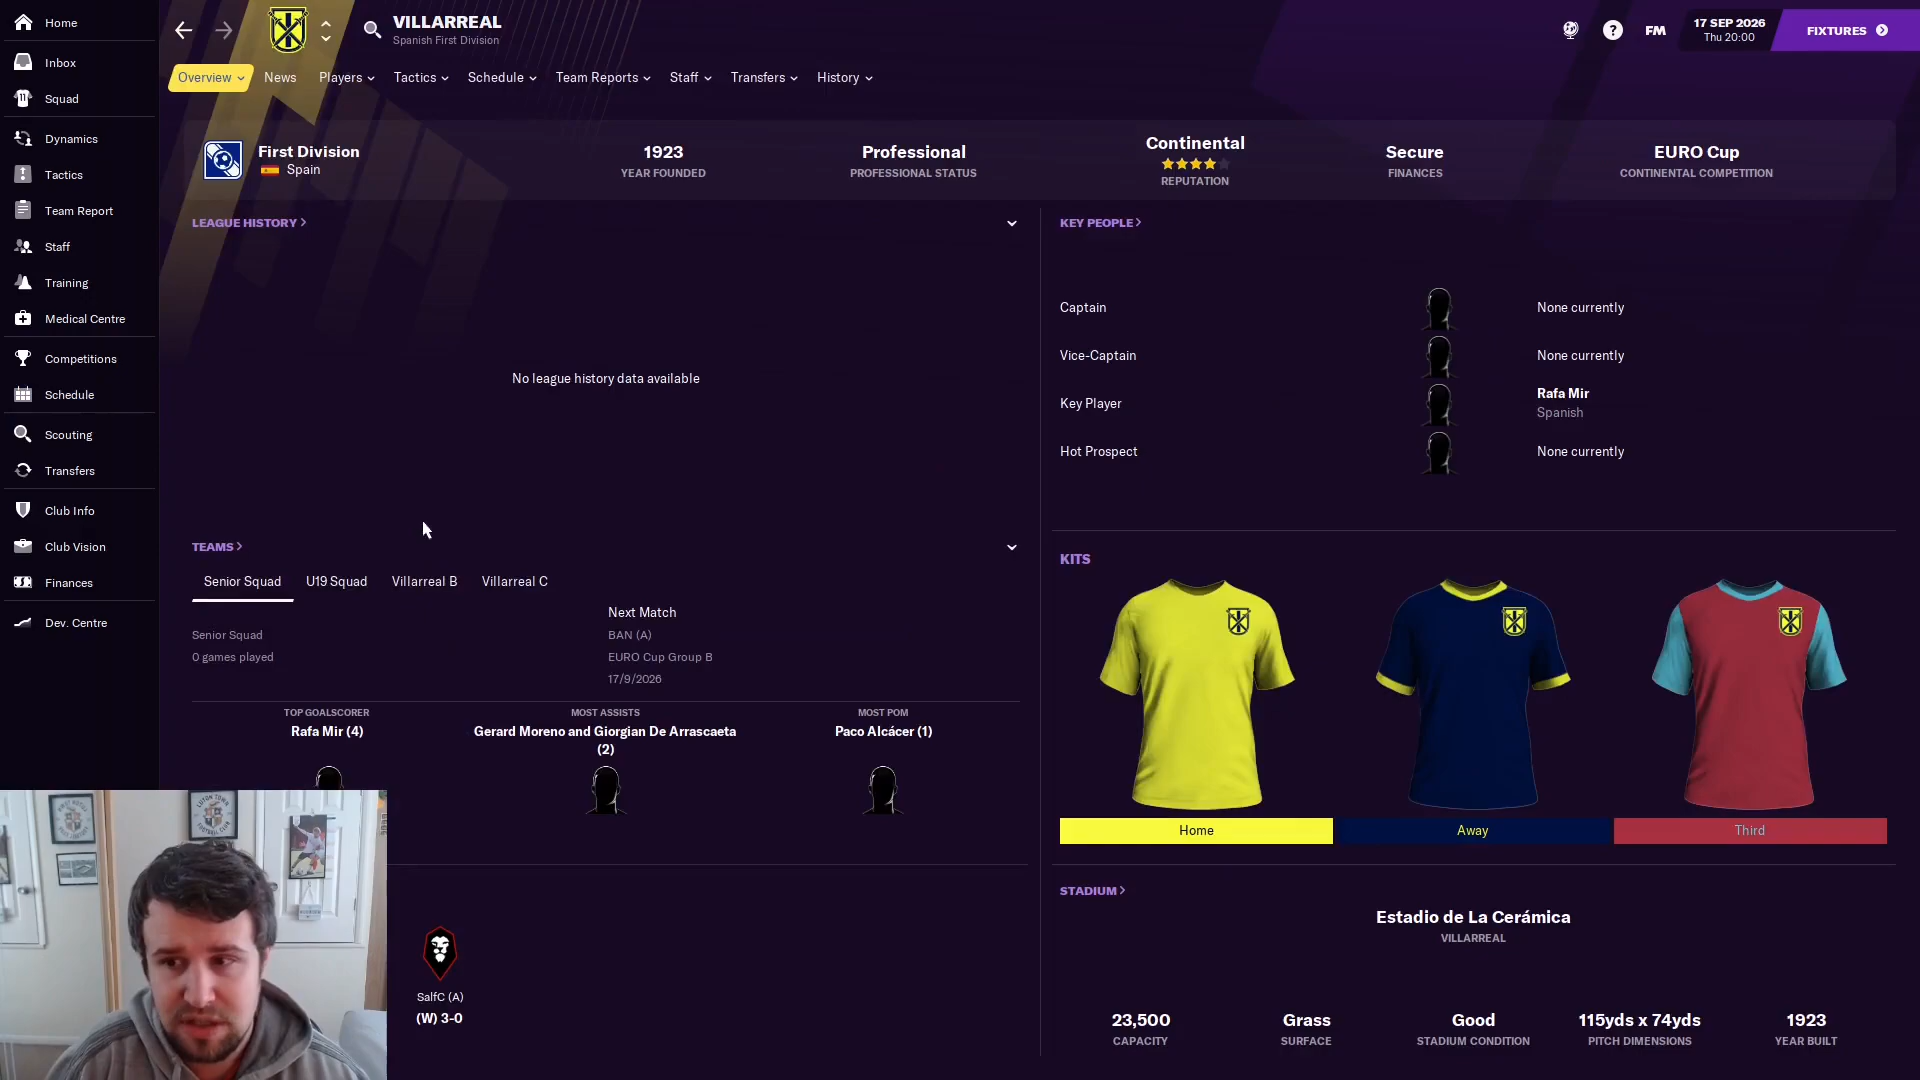 Home
Inbox
Squad
Dynamics
Tactics
Team Report
Staff
Training
Medical Centre
Competitions
Schedule
Scouting
Transfers
Club Info
Club Vision
Finances
Dev. Centre
VILLARREAL
Spanish First Division
FM
17 SEP 2026
Thu 20:00
FIXTURES
Overview
News
Players
Tactics
Schedule
Team Reports
Staff
Transfers
History
First Division
Spain
1923
YEAR FOUNDED
Professional
PROFESSIONAL STATUS
Continental
REPUTATION
Secure
FINANCES
EURO Cup
CONTINENTAL COMPETITION
LEAGUE HISTORY
No league history data available
KEY PEOPLE
Captain
None currently
Vice-Captain
None currently
Key Player
Rafa Mir
Spanish
Hot Prospect
None currently
TEAMS
Senior Squad
U19 Squad
Villarreal B
Villarreal C
Senior Squad
0 games played
Next Match
BAN (A)
EURO Cup Group B
17/9/2026
TOP GOALSCORER
Rafa Mir (4)
MOST ASSISTS
Gerard Moreno and Giorgian De Arrascaeta
(2)
MOST POM
Paco Alcácer (1)
SalfC (A)
(W) 3-0
KITS
Home
Away
Third
STADIUM
Estadio de La Cerámica
VILLARREAL
23,500
CAPACITY
Grass
SURFACE
Good
STADIUM CONDITION
115yds x 74yds
PITCH DIMENSIONS
1923
YEAR BUILT